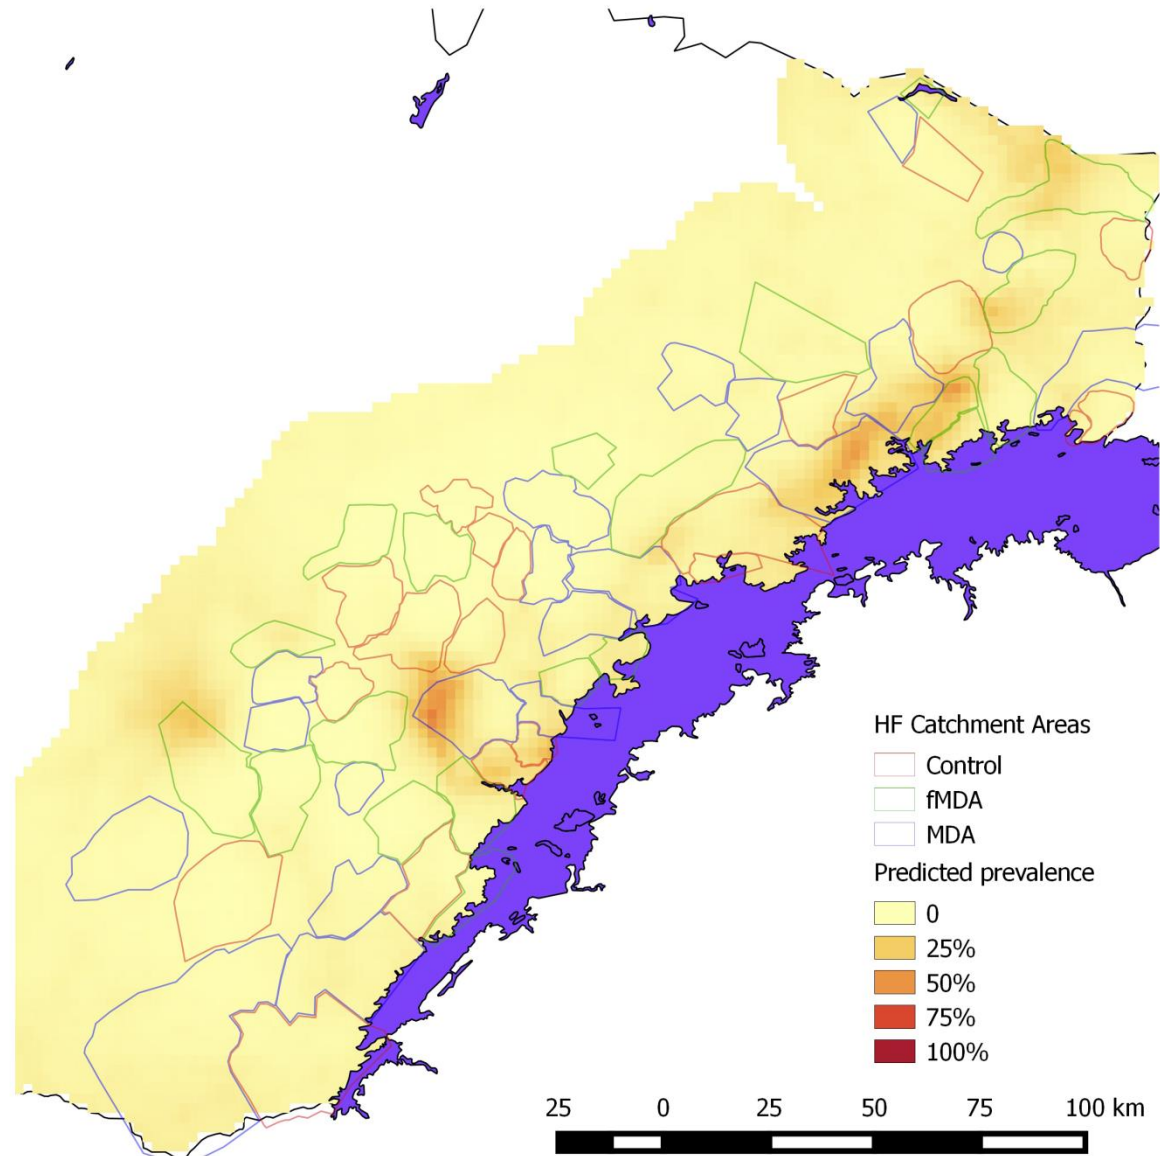 HF Catchment Areas
Control
fMDA
MDA
Predicted prevalence
0
25%
50%
75%
100%
25 0 25 50 75 100 km